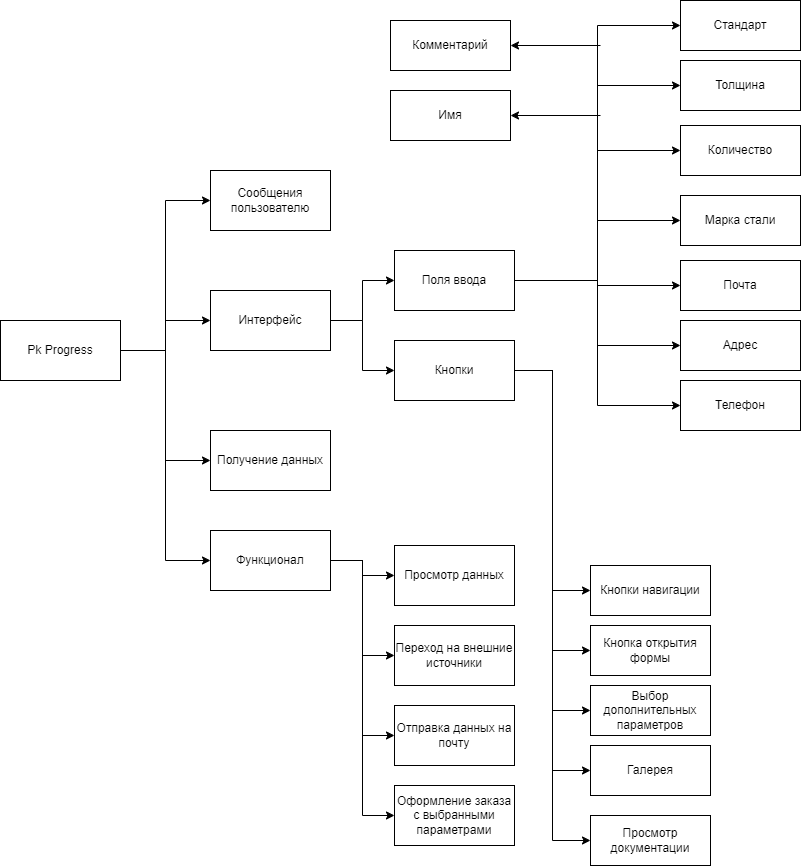 Комментарий
Имя
Стандарт
Толщина
Количество
Марка стали
Почта
Адрес
Телефон
Сообщения
пользователю
Интерфейс
Поля ввода
Кнопки
Pk Progress
Получение данных
Функционал
Просмотр данных
Переход на внешние
источники
Отправка данных на
почту
Оформление заказа
с выбранными
параметрами
Кнопки навигации
Кнопка открытия
формы
Выбор
дополнительных
параметров
Галерея
Просмотр
документации